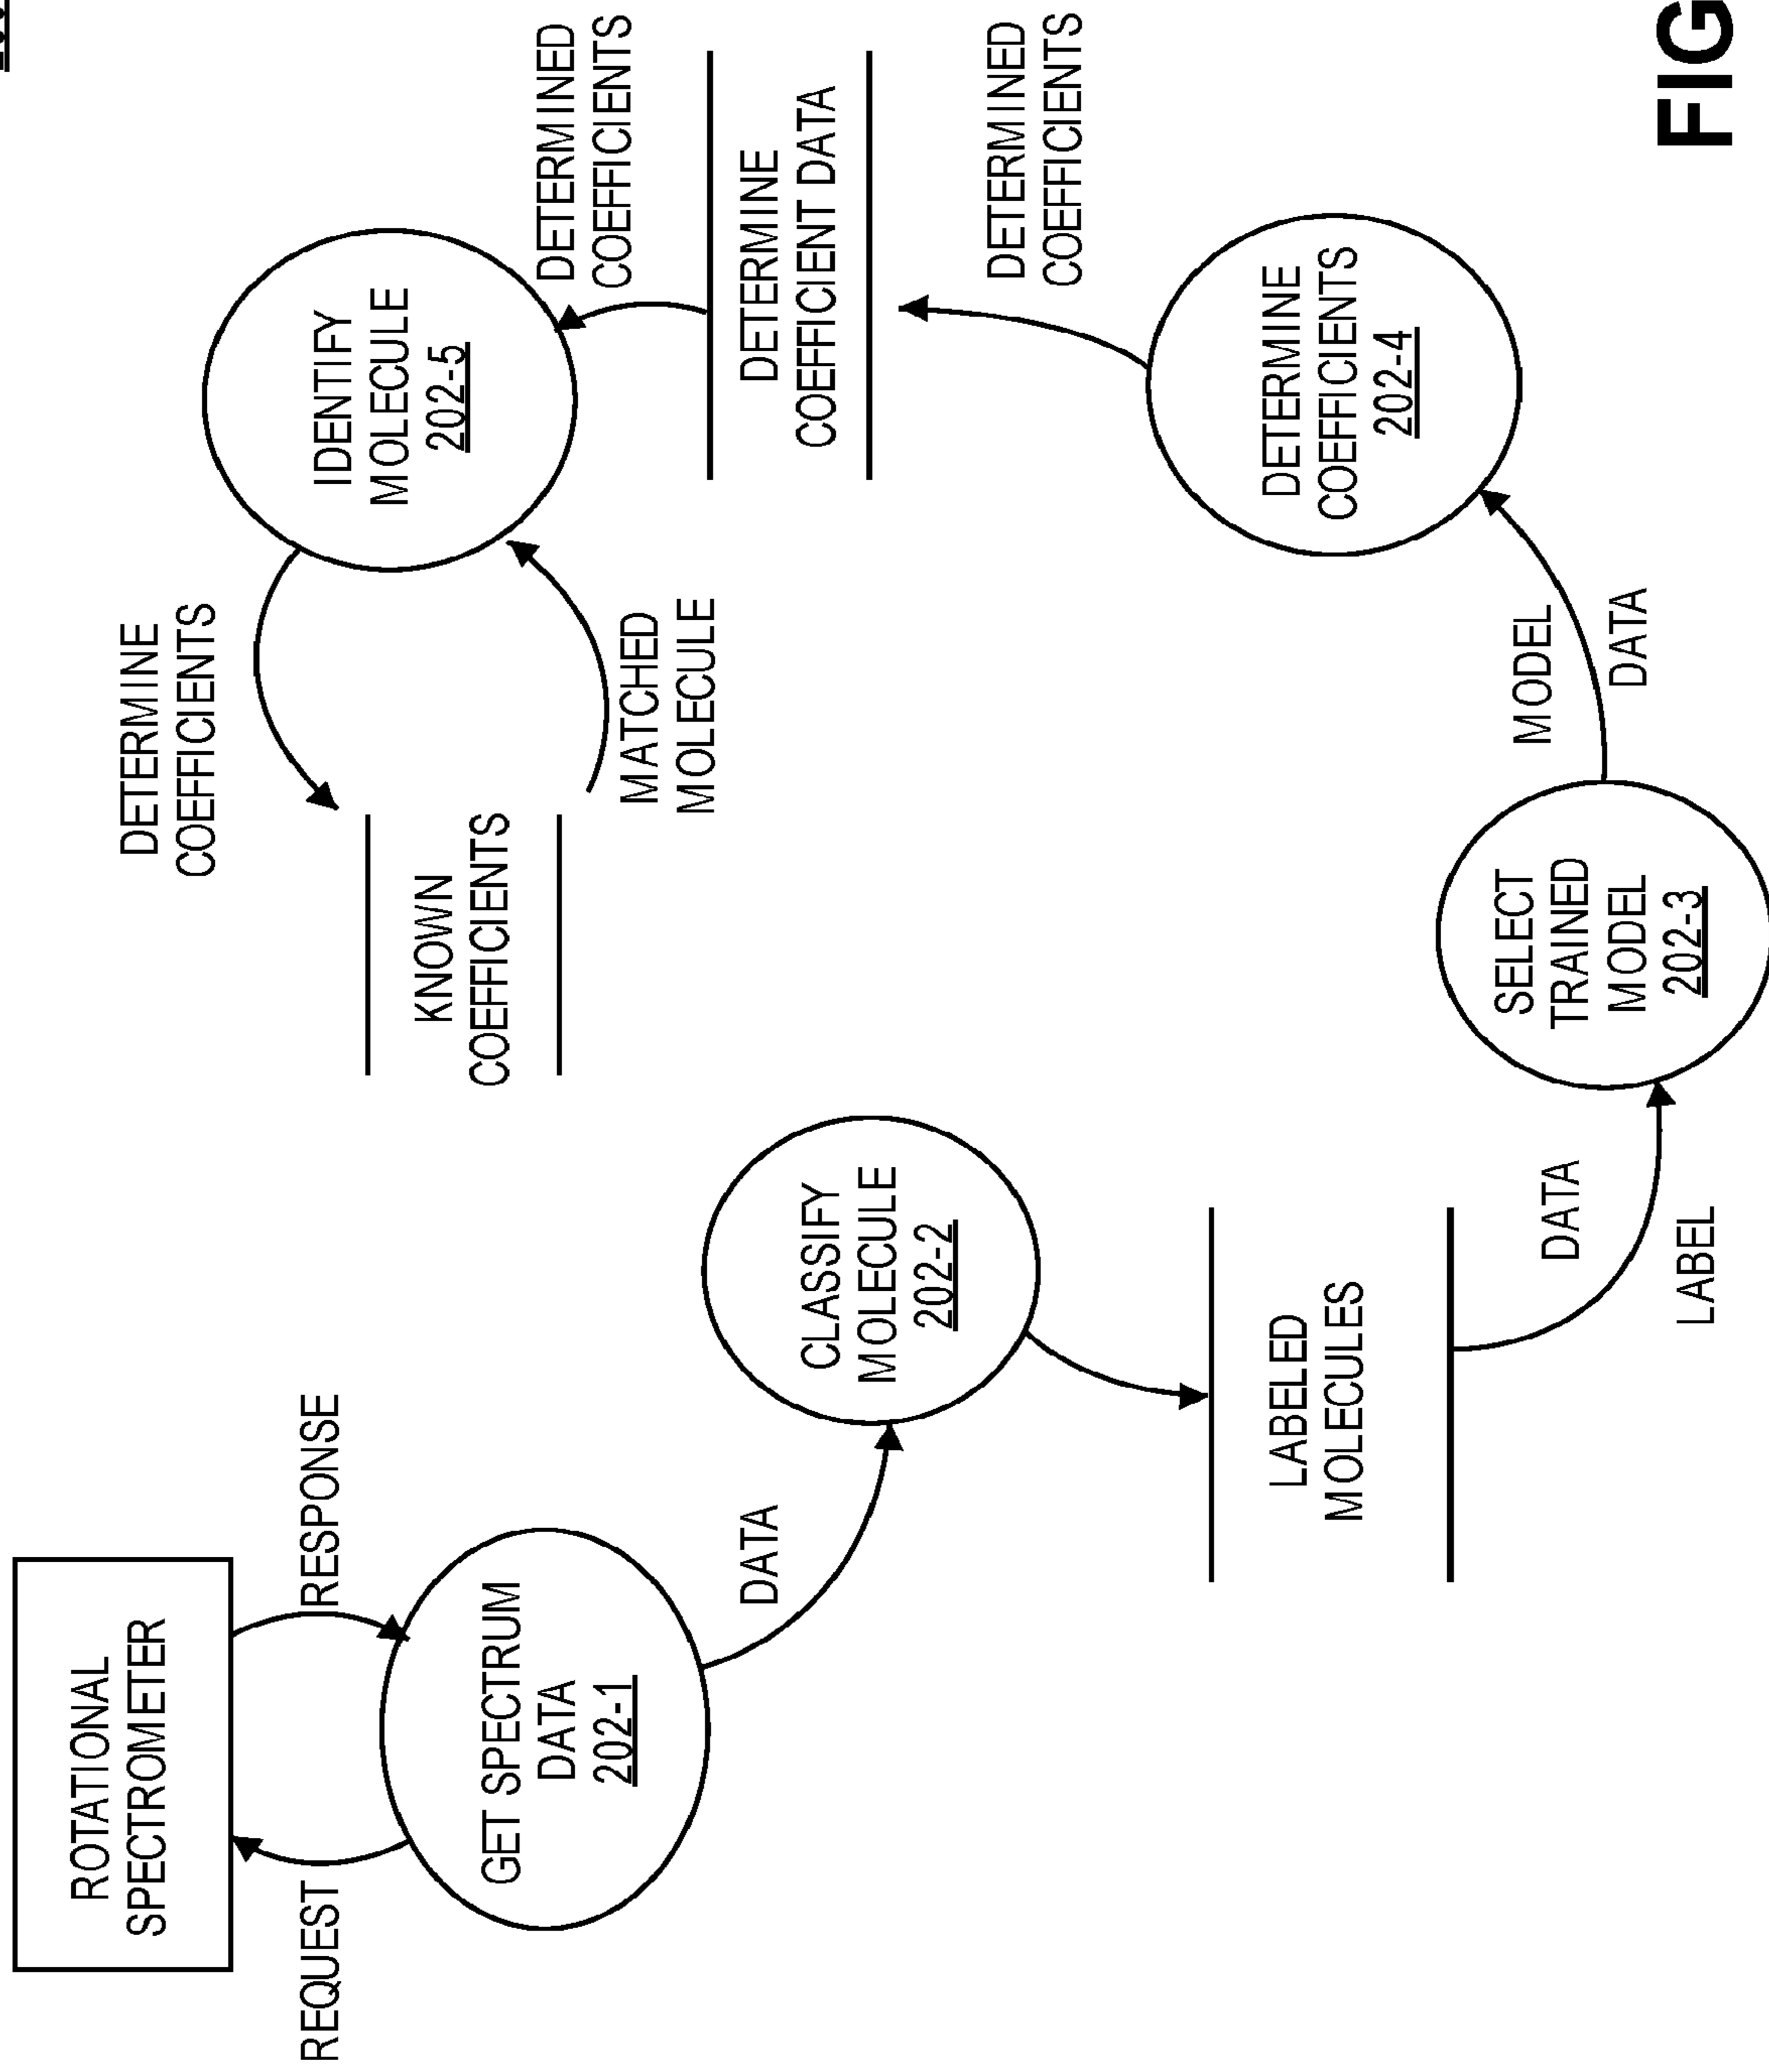 ROTATIONAL
SPECTROMETER
REQUEST
RESPONSE
GET SPECTRUM
DATA
202-1
DATA
CLASSIFY
MOLECULE
202-2
LABELED
MOLECULES
DATA
LABEL
SELECT
TRAINED
MODEL
202-3
MODEL
DATA
DETERMINE
COEFFICIENTS
202-4
DETERMINED
COEFFICIENTS
DETERMINE
COEFFICIENT DATA
DETERMINED
COEFFICIENTS
IDENTIFY
MOLECULE
202-5
DETERMINE
COEFFICIENTS
KNOWN
COEFFICIENTS
MATCHED
MOLECULE
FIG